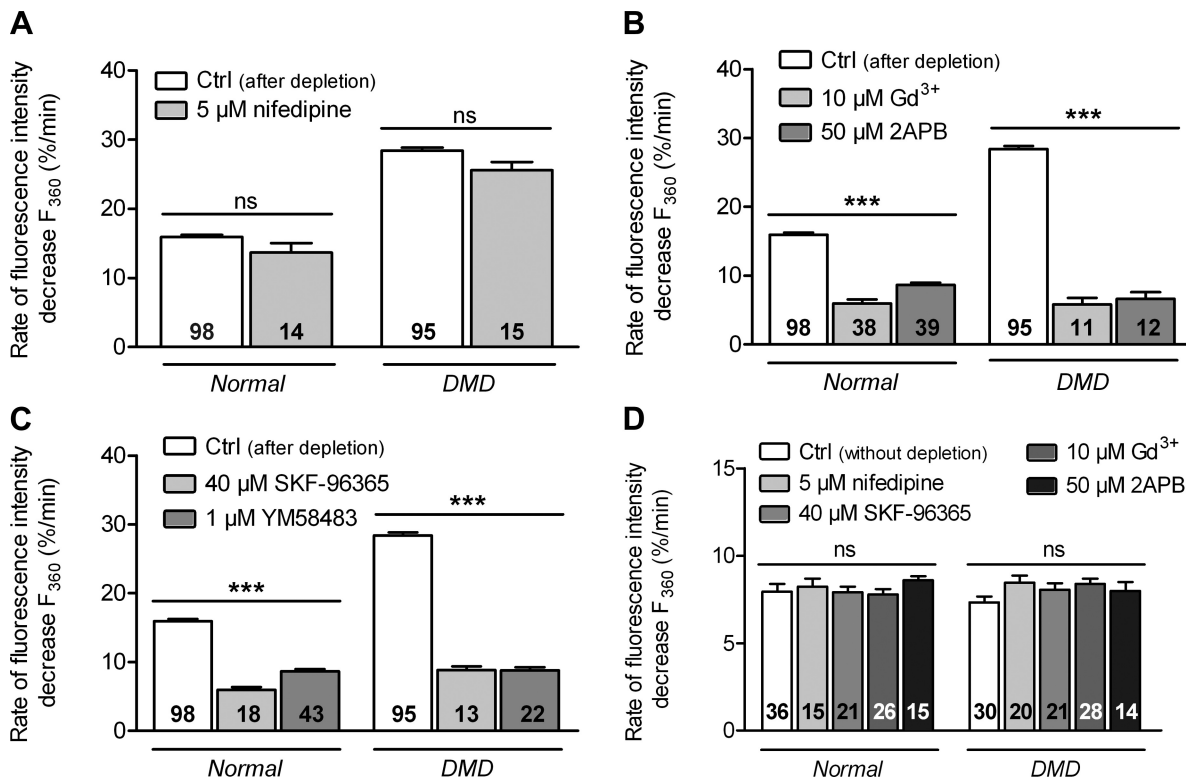 A
Rate of fluorescence intensity
decrease F360 (%/min)
40
30
20
10
0
Ctrl (after depletion)
5 µM nifedipine
ns
ns
98
14
95
15
Normal
DMD
B
Rate of fluorescence intensity
decrease F360 (%/min)
40
30
20
10
0
Ctrl (after depletion)
10 µM Gd3+
50 µM 2APB
***
***
98
38
39
95
11
12
Normal
DMD
C
Rate of fluorescence intensity
decrease F360 (%/min)
40
30
20
10
0
Ctrl (after depletion)
40 µM SKF-96365
1 µM YM58483
***
***
98
18
43
95
13
22
Normal
DMD
D
Rate of fluorescence intensity
decrease F360 (%/min)
15
10
5
0
Ctrl (without depletion)
5 µM nifedipine
40 µM SKF-96365
10 µM Gd3+
50 µM 2APB
ns
ns
36
15
21
26
15
30
20
21
28
14
Normal
DMD